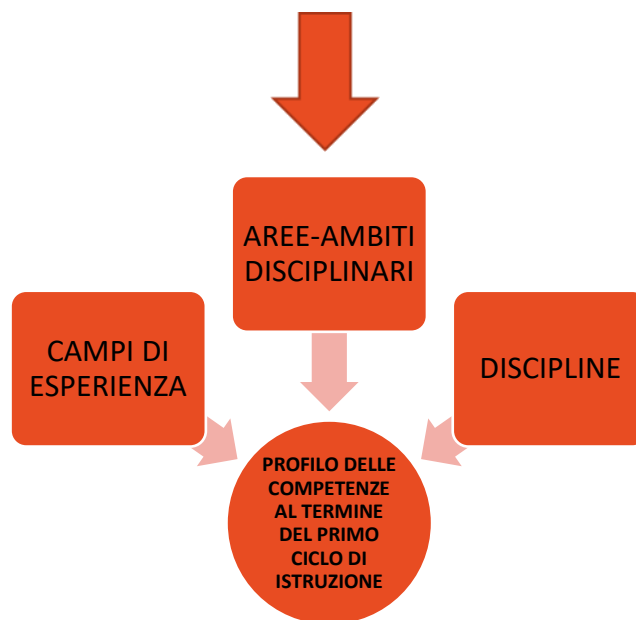 AREE-AMBITI
DISCIPLINARI
CAMPI DI
ESPERIENZA
DISCIPLINE
PROFILO DELLE
COMPETENZE
AL TERMINE
DEL PRIMO
CICLO DI
ISTRUZIONE